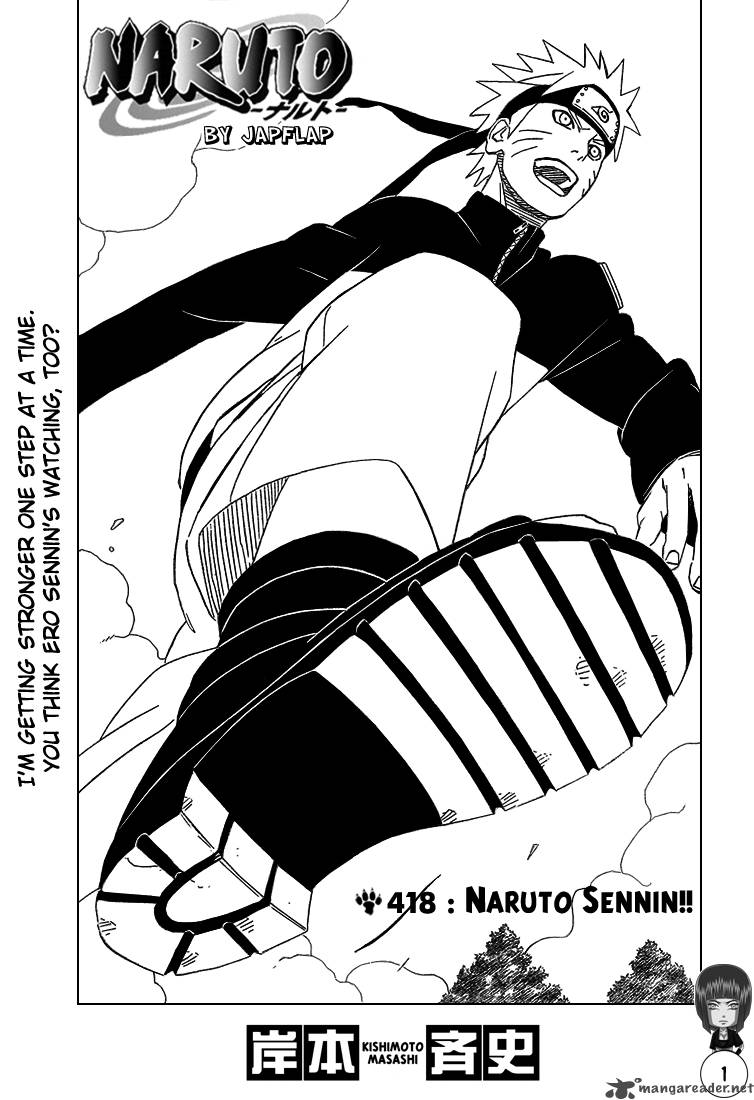 NARUTO
-ナルト-
BY JAPFLAP
I'M GETTING STRONGER ONE STEP AT A TIME.
YOU THINK ERO SENNIN'S WATCHING, TOO?
418 : NARUTO SENNIN!!
岸本
KISHIMOTO
MASASHI
斉史
1
mangareader.net